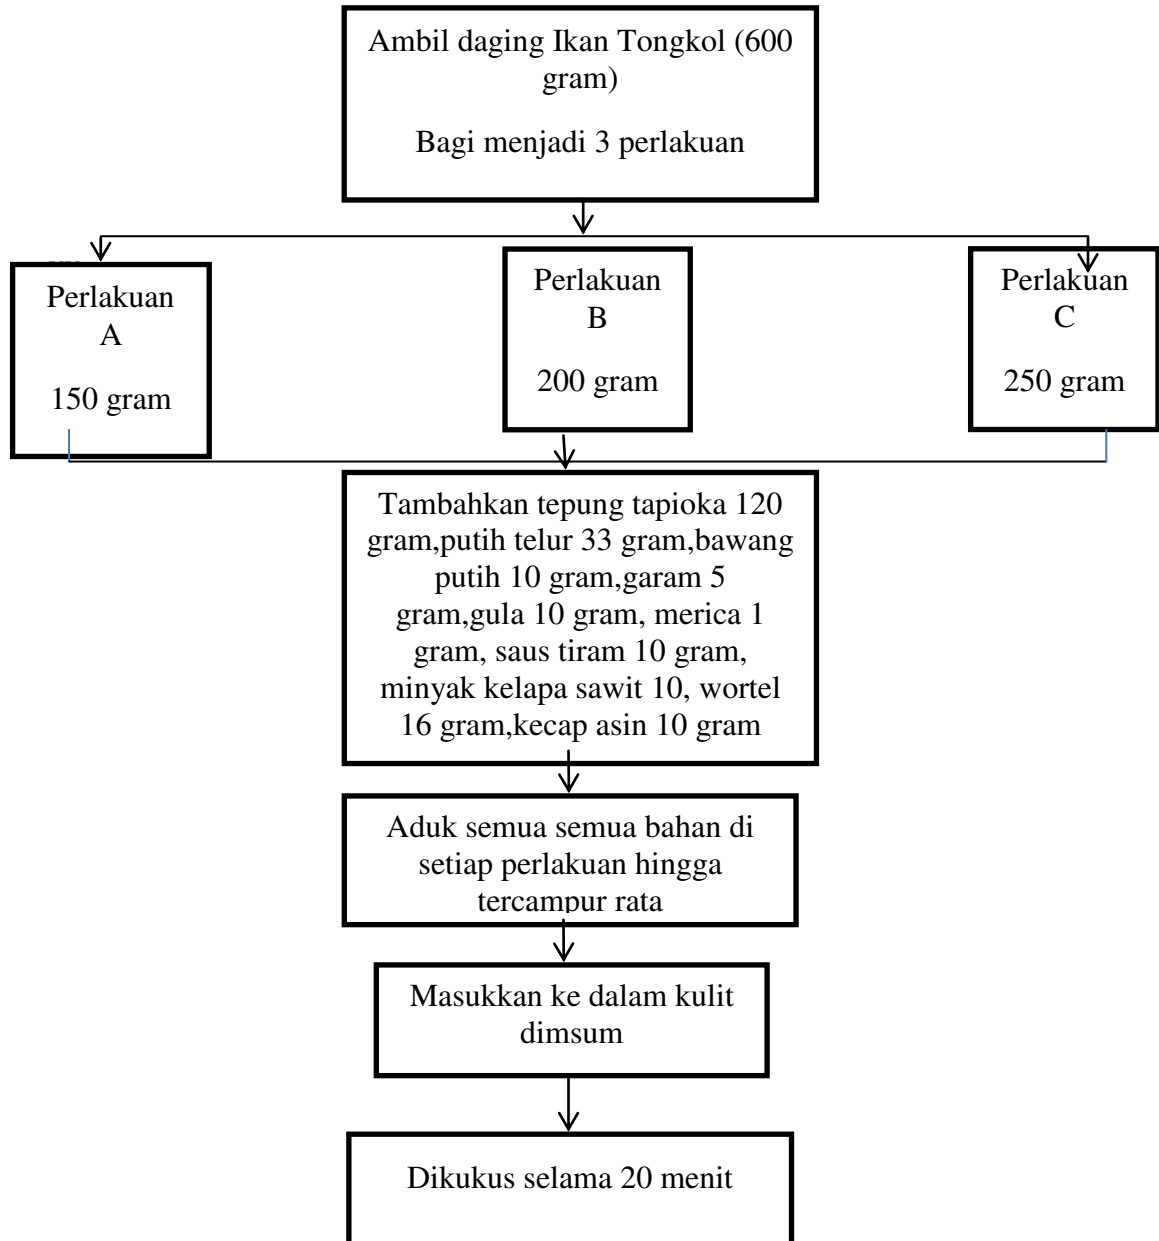 Ambil daging Ikan Tongkol (600
gram)
Bagi menjadi 3 perlakuan
Perlakuan
A
150 gram
Perlakuan
B
200 gram
Perlakuan
C
250 gram
Tambahkan tepung tapioka 120
gram,putih telur 33 gram,bawang
putih 10 gram,garam 5
gram,gula 10 gram, merica 1
gram, saus tiram 10 gram,
minyak kelapa sawit 10, wortel
16 gram,kecap asin 10 gram
Aduk semua semua bahan di
setiap perlakuan hingga
tercampur rata
Masukkan ke dalam kulit
dimsum
Dikukus selama 20 menit